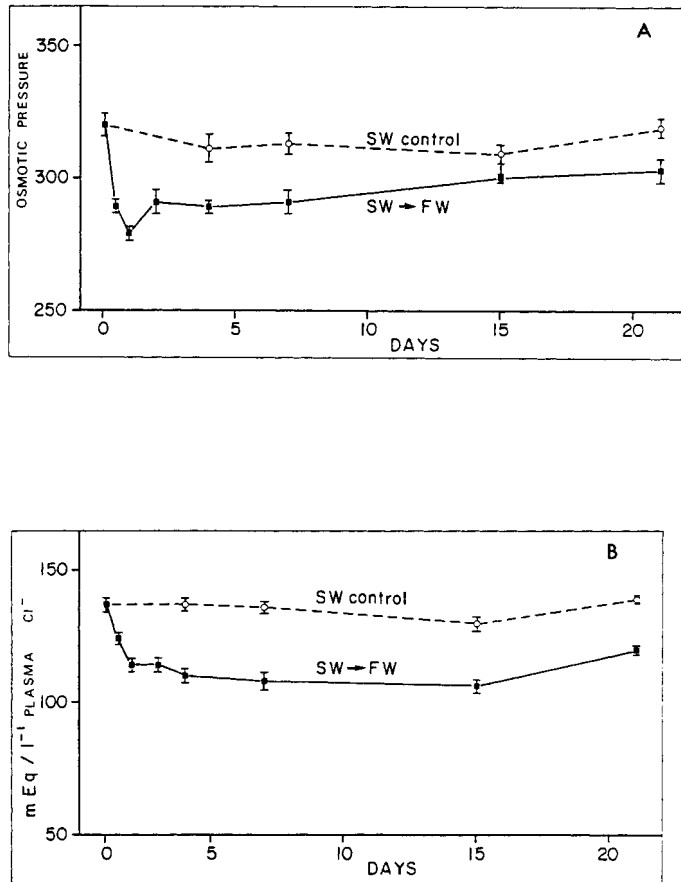 A
350
SW control
300
SW → FW
250
0 5 10 15 20
DAYS
OSMOTIC PRESSURE
B
150
SW control
SW → FW
100
50
0 5 10 15 20
DAYS
mEq / l⁻¹ PLASMA Cl⁻